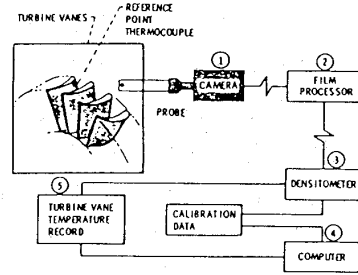 TURBINE VANES
REFERENCE
POINT
THERMOCOUPLE
1
CAMERA
PROBE
2
FILM
PROCESSOR
3
DENSITOMETER
5
TURBINE VANE
TEMPERATURE
RECORD
CALIBRATION
DATA
4
COMPUTER